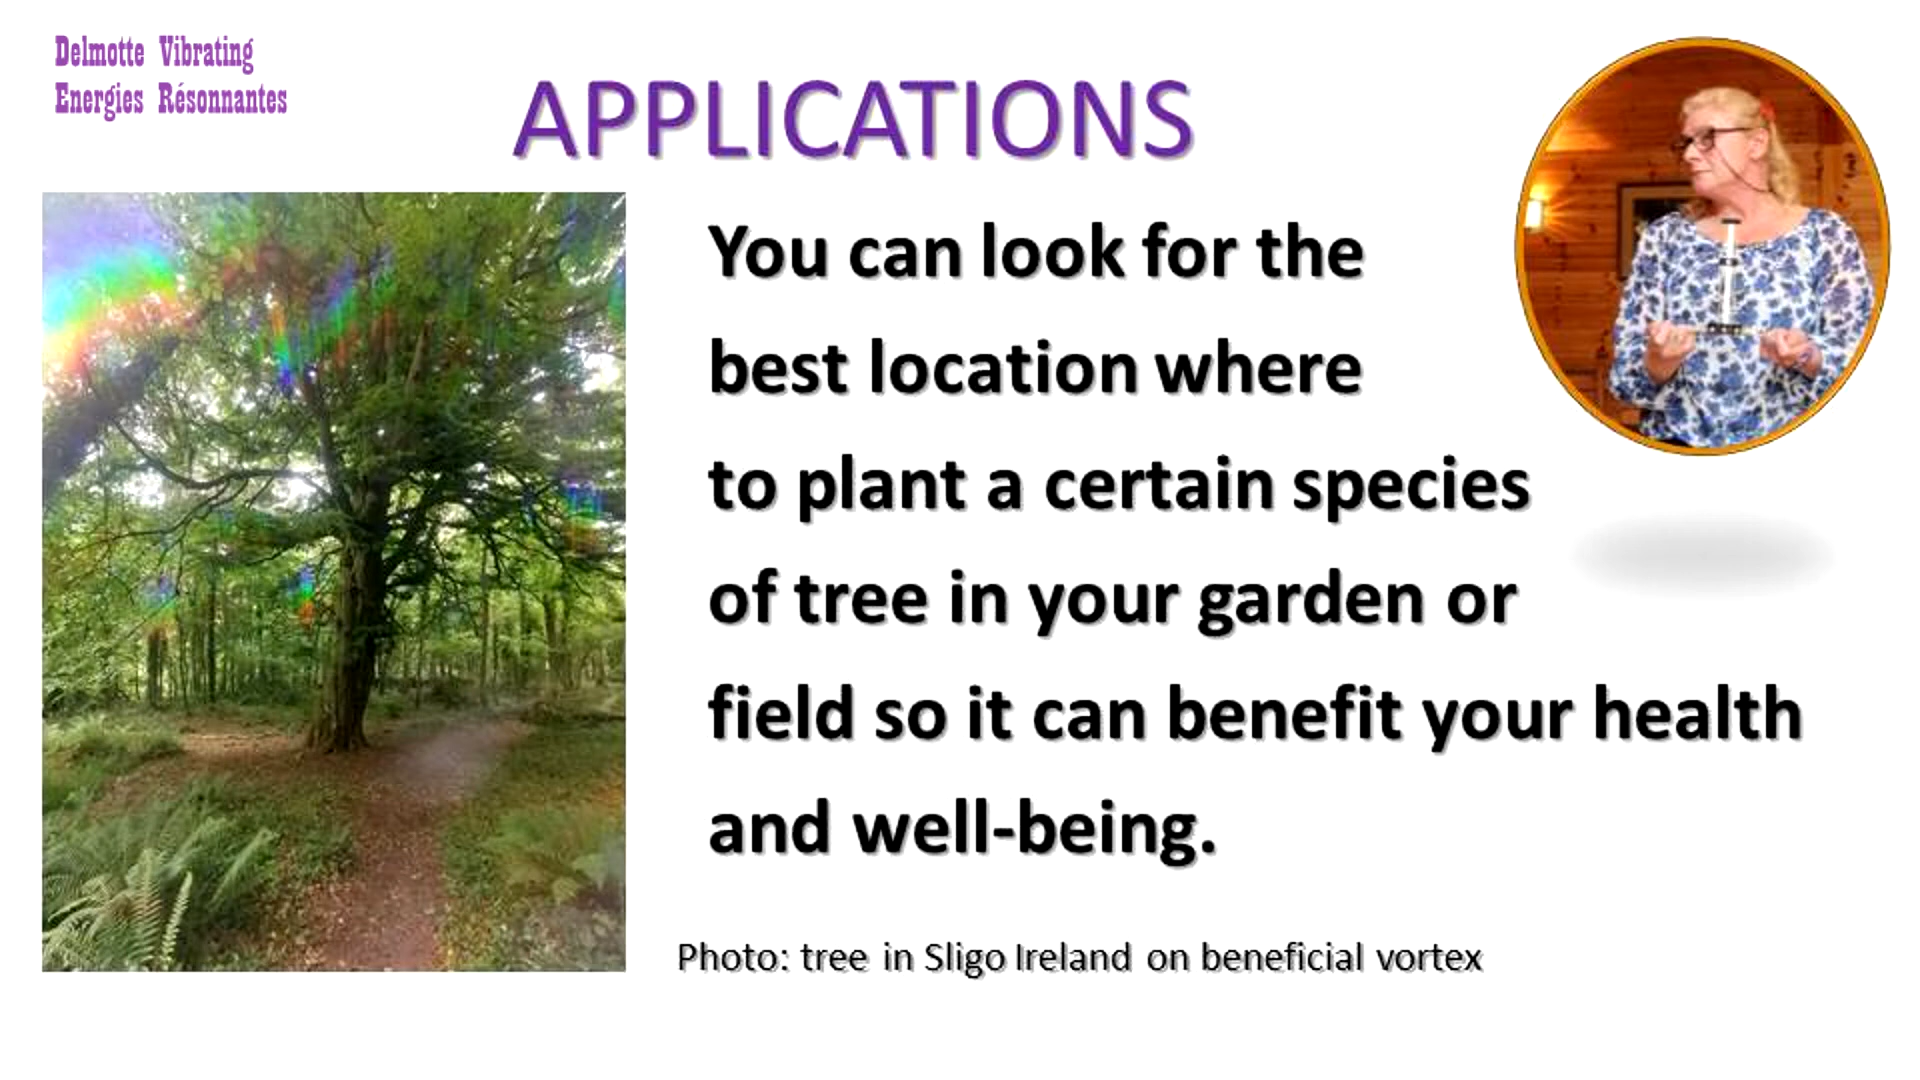 Delmotte Vibrating
Energies Résonnantes
APPLICATIONS
You can look for the
best location where
to plant a certain species
of tree in your garden or
field so it can benefit your health
and well-being.
Photo: tree in Sligo Ireland on beneficial vortex